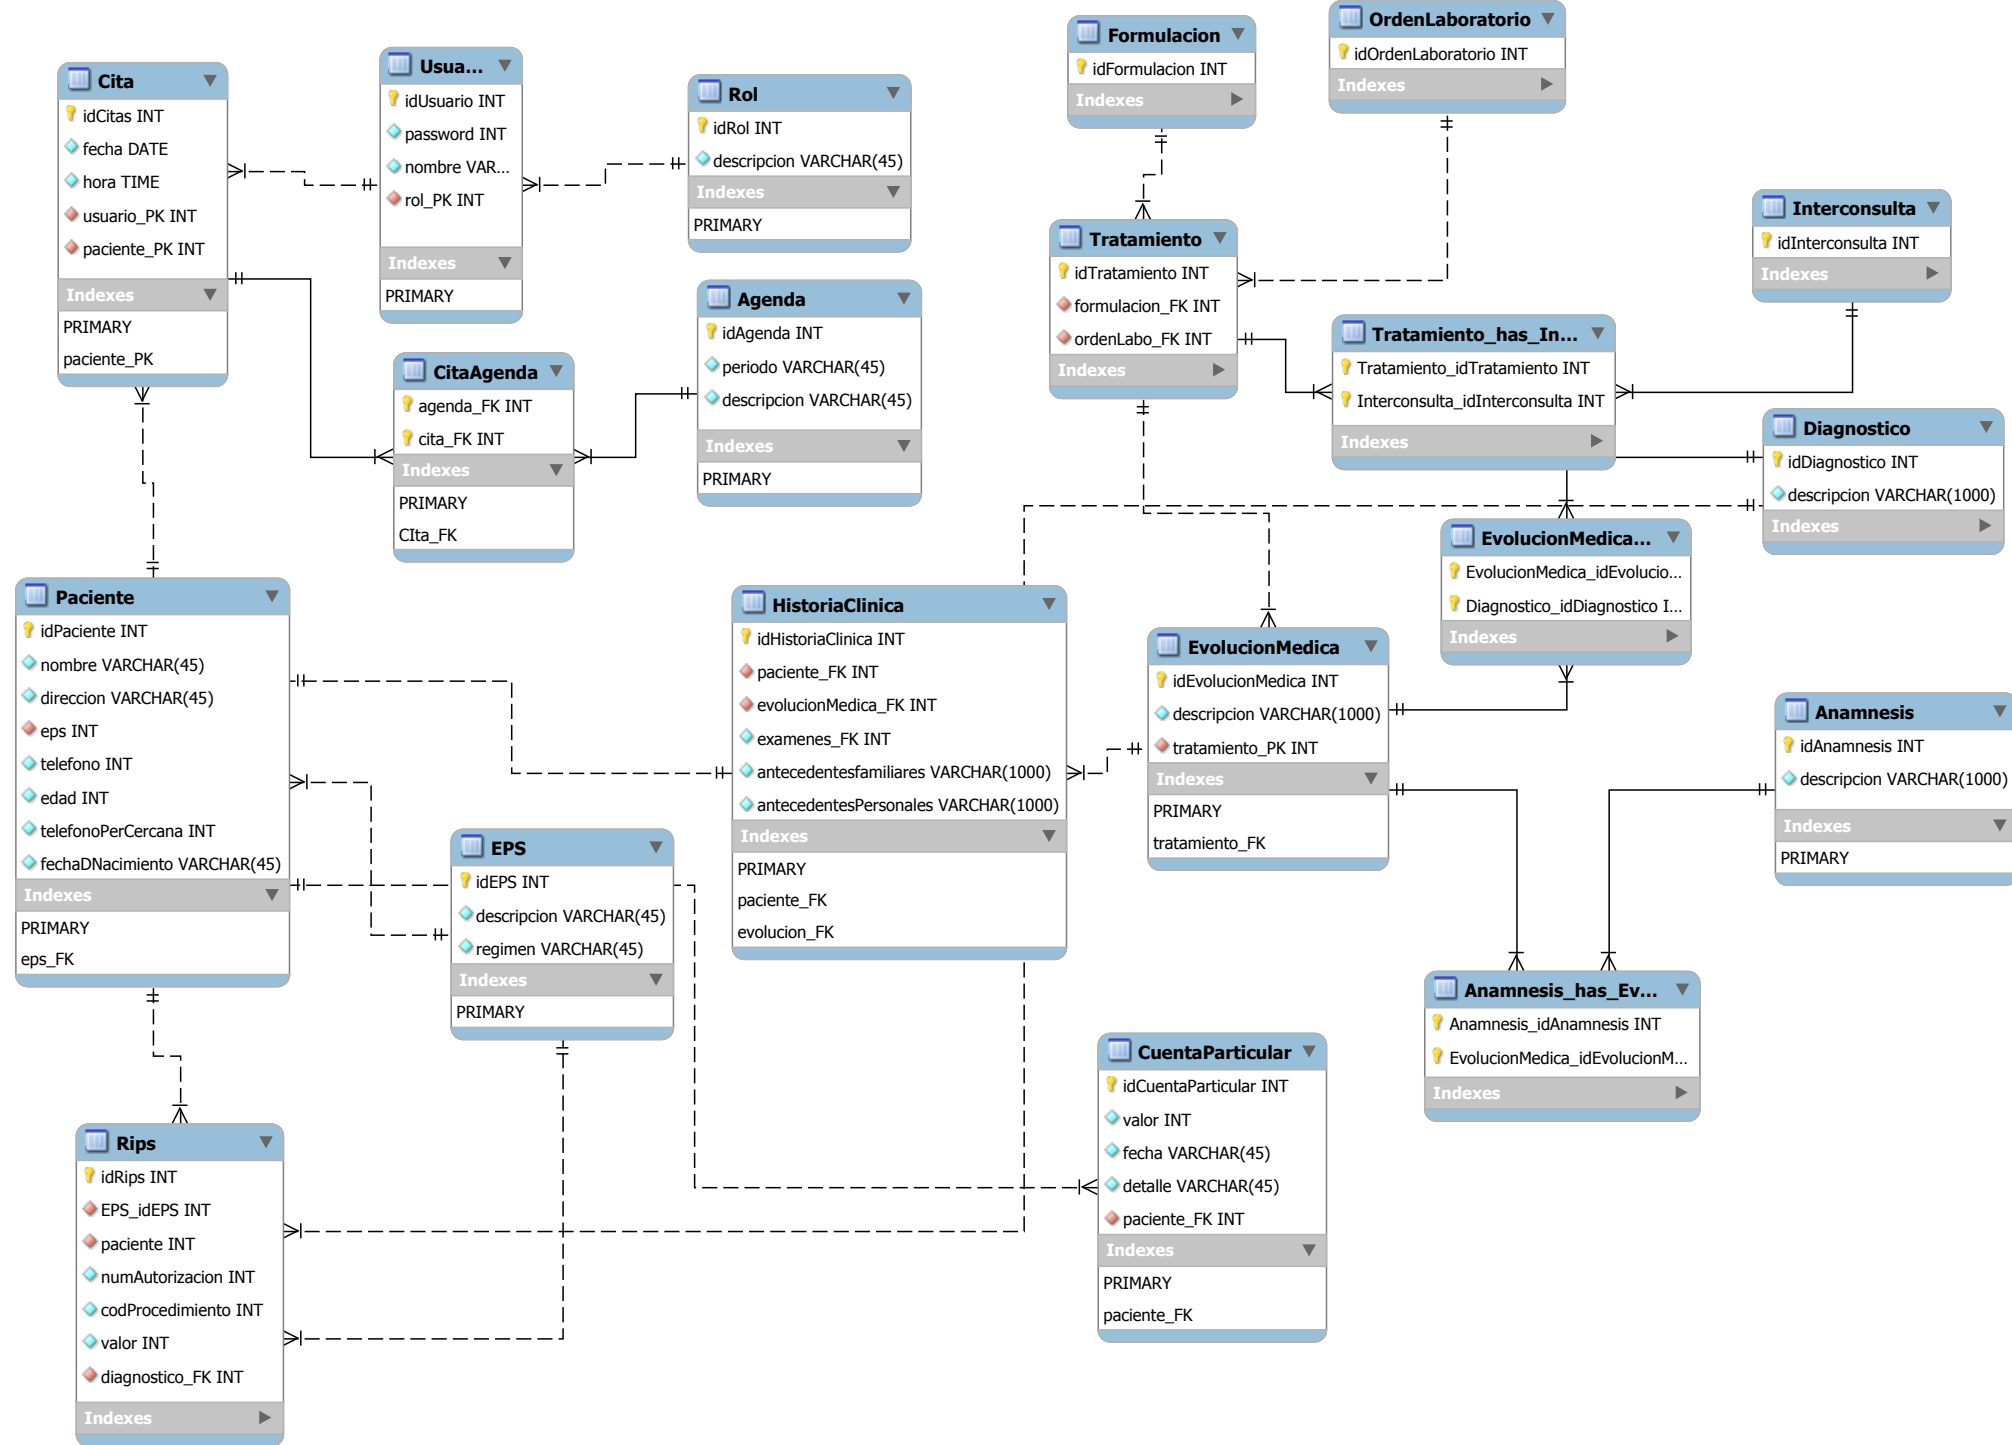 Cita
idCitas INT
fecha DATE
hora TIME
usuario_PK INT
paciente_PK INT
Indexes
PRIMARY
paciente_PK
Usua...
idUsuario INT
password INT
nombre VAR...
rol_PK INT
Indexes
PRIMARY
Rol
idRol INT
descripcion VARCHAR(45)
Indexes
PRIMARY
Formulacion
idFormulacion INT
Indexes
OrdenLaboratorio
idOrdenLaboratorio INT
Indexes
Tratamiento
idTratamiento INT
formulacion_FK INT
ordenLabo_FK INT
Indexes
Interconsulta
idInterconsulta INT
Indexes
Agenda
idAgenda INT
periodo VARCHAR(45)
descripcion VARCHAR(45)
Indexes
PRIMARY
CitaAgenda
agenda_FK INT
cita_FK INT
Indexes
PRIMARY
CIta_FK
Tratamiento_has_In...
Tratamiento_idTratamiento INT
Interconsulta_idInterconsulta INT
Indexes
Diagnostico
idDiagnostico INT
descripcion VARCHAR(1000)
Indexes
EvolucionMedica...
EvolucionMedica_idEvolucio...
Diagnostico_idDiagnostico I...
Indexes
Paciente
idPaciente INT
nombre VARCHAR(45)
direccion VARCHAR(45)
eps INT
telefono INT
edad INT
telefonoPerCercana INT
fechaDNacimiento VARCHAR(45)
Indexes
PRIMARY
eps_FK
HistoriaClinica
idHistoriaClinica INT
paciente_FK INT
evolucionMedica_FK INT
examenes_FK INT
antecedentesfamiliares VARCHAR(1000)
antecedentesPersonales VARCHAR(1000)
Indexes
PRIMARY
paciente_FK
evolucion_FK
EvolucionMedica
idEvolucionMedica INT
descripcion VARCHAR(1000)
tratamiento_PK INT
Indexes
PRIMARY
tratamiento_FK
Anamnesis
idAnamnesis INT
descripcion VARCHAR(1000)
Indexes
PRIMARY
EPS
idEPS INT
descripcion VARCHAR(45)
regimen VARCHAR(45)
Indexes
PRIMARY
Anamnesis_has_Ev...
Anamnesis_idAnamnesis INT
EvolucionMedica_idEvolucionM...
Indexes
CuentaParticular
idCuentaParticular INT
valor INT
fecha VARCHAR(45)
detalle VARCHAR(45)
paciente_FK INT
Indexes
PRIMARY
paciente_FK
Rips
idRips INT
EPS_idEPS INT
paciente INT
numAutorizacion INT
codProcedimiento INT
valor INT
diagnostico_FK INT
Indexes